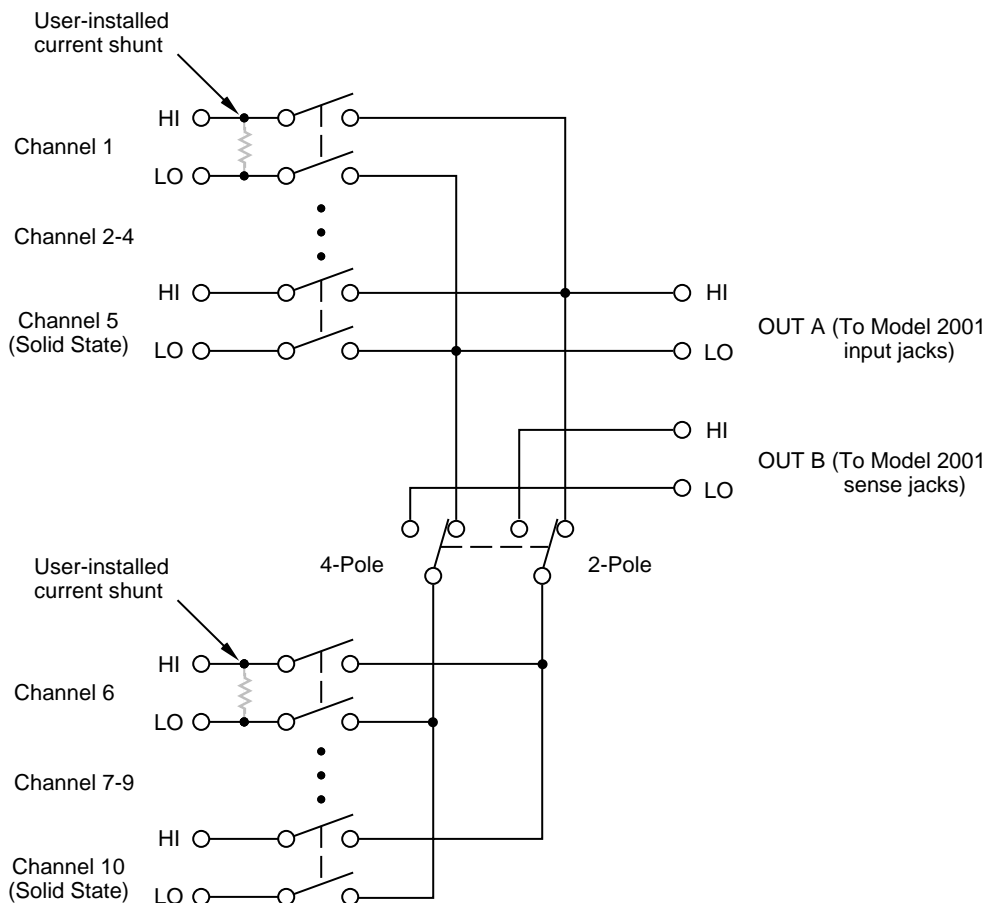 User-installed
current shunt
HI
Channel 1
LO
Channel 2-4
HI
Channel 5
(Solid State)
LO
HI
OUT A (To Model 2001
input jacks)
LO
HI
OUT B (To Model 2001
sense jacks)
LO
4-Pole
2-Pole
User-installed
current shunt
HI
Channel 6
LO
Channel 7-9
HI
Channel 10
(Solid State)
LO